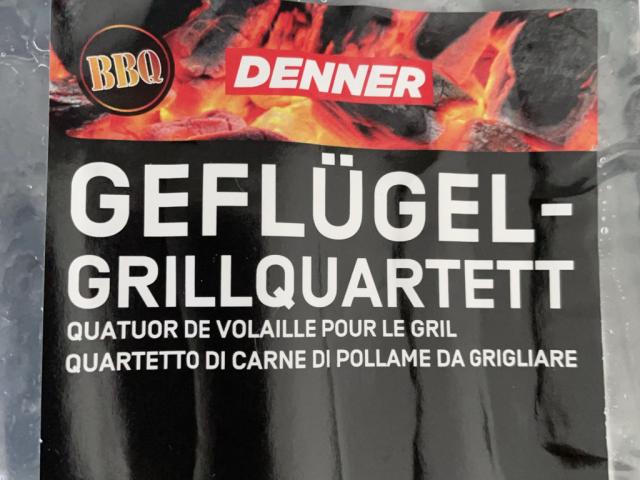 BBQ
DENNER
GEFLÜGEL-
GRILLQUARTETT
QUATUOR DE VOLAILLE POUR LE GRIL
QUARTETTO DI CARNE DI POLLAME DA GRIGLIARE